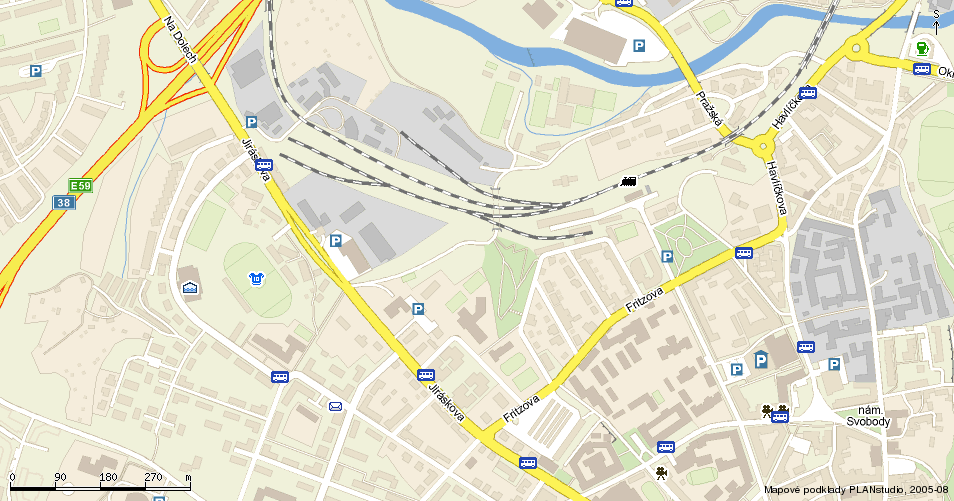 Na Dolech
S
P
P
Okr
Pražská
Havlíčkova
P
Jiráskova
Havlíčkova
E59
38
P
P
Fritzova
P
P
P
P
Jiráskova
Fritzova
nám.
Svobody
0 90 180 270 m
Mapové podklady PLANstudio, 2005-08